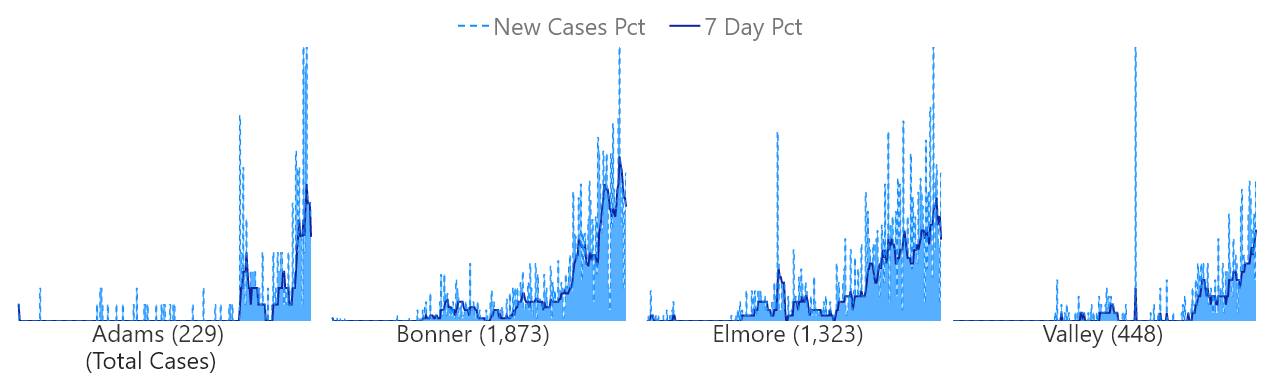 New Cases Pct 7 Day Pct
Adams (229) Bonner (1,873) Elmore (1,323) Valley (448)
(Total Cases)